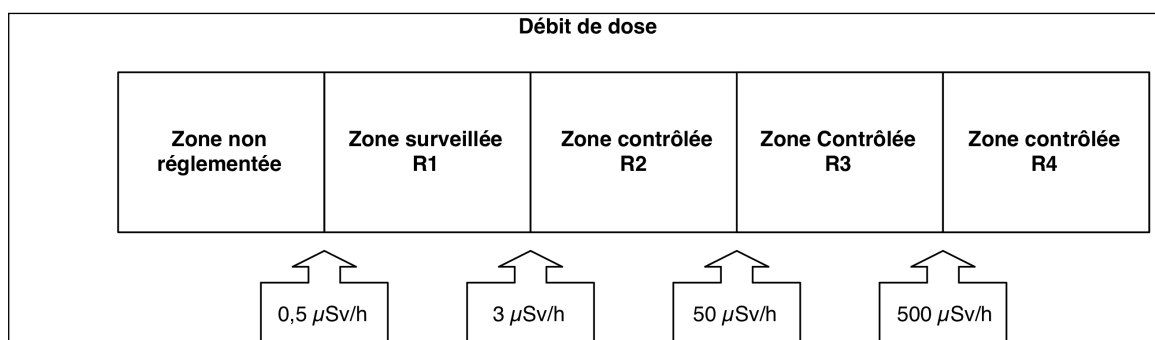 Débit de dose
Zone non
réglementée
Zone surveillée
R1
Zone contrôlée
R2
Zone Contrôlée
R3
Zone contrôlée
R4
0,5 µSv/h
3 µSv/h
50 µSv/h
500 µSv/h